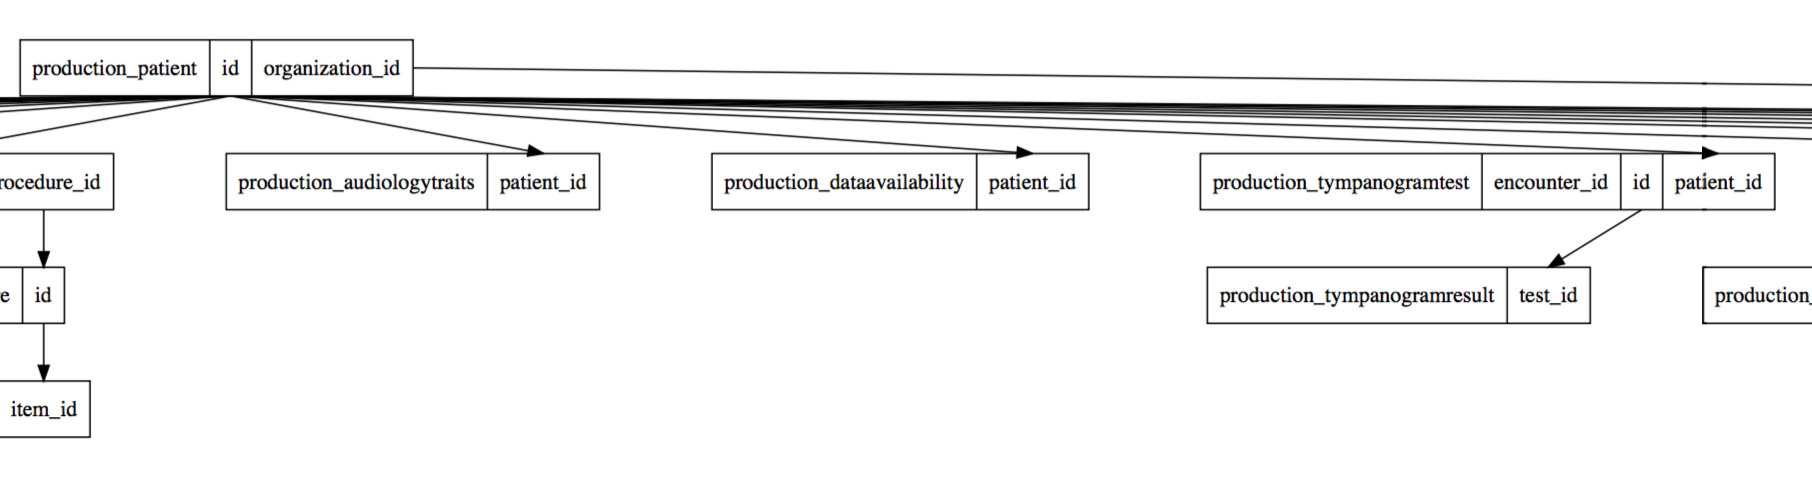 production_patient id organization_id
rocedure_id production_audiologytraits patient_id production_dataavailability patient_id production_tympanogramtest encounter_id id patient_id
e id production_tympanogramresult test_id production_
item_id